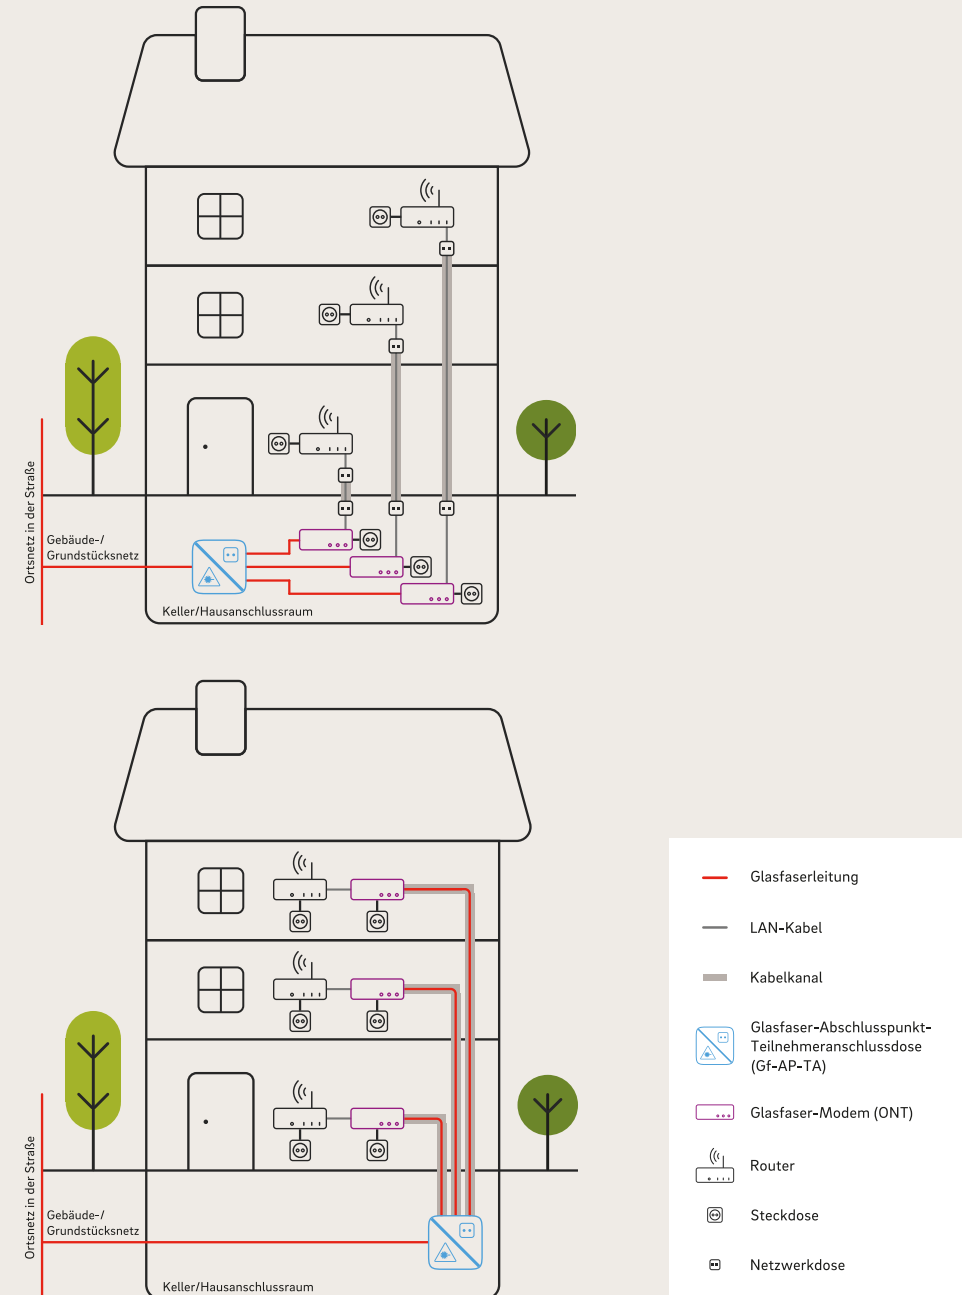 Ortsnetz in der Straße
Gebäude-/
Grundstücksnetz
Keller/Hausanschlussraum
Ortsnetz in der Straße
Gebäude-/
Grundstücksnetz
Keller/Hausanschlussraum
Glasfaserleitung
LAN-Kabel
Kabelkanal
Glasfaser-Abschlusspunkt-
Teilnehmeranschlussdose
(Gf-AP-TA)
Glasfaser-Modem (ONT)
Router
Steckdose
Netzwerkdose